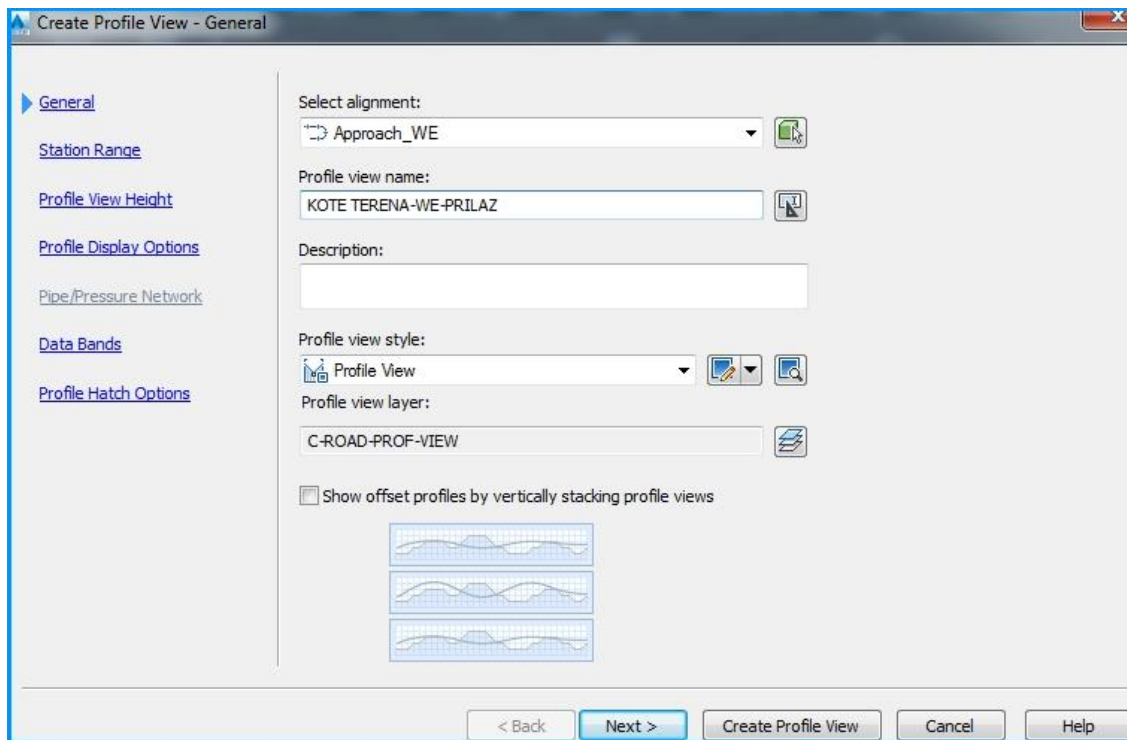 Create Profile View - General
General
Station Range
Profile View Height
Profile Display Options
Pipe/Pressure Network
Data Bands
Profile Hatch Options
Select alignment:
Approach_WE
Profile view name:
KOTE TERENA-WE-PRILAZ
Description:
Profile view style:
Profile View
Profile view layer:
C-ROAD-PROF-VIEW
Show offset profiles by vertically stacking profile views
< Back
Next >
Create Profile View
Cancel
Help